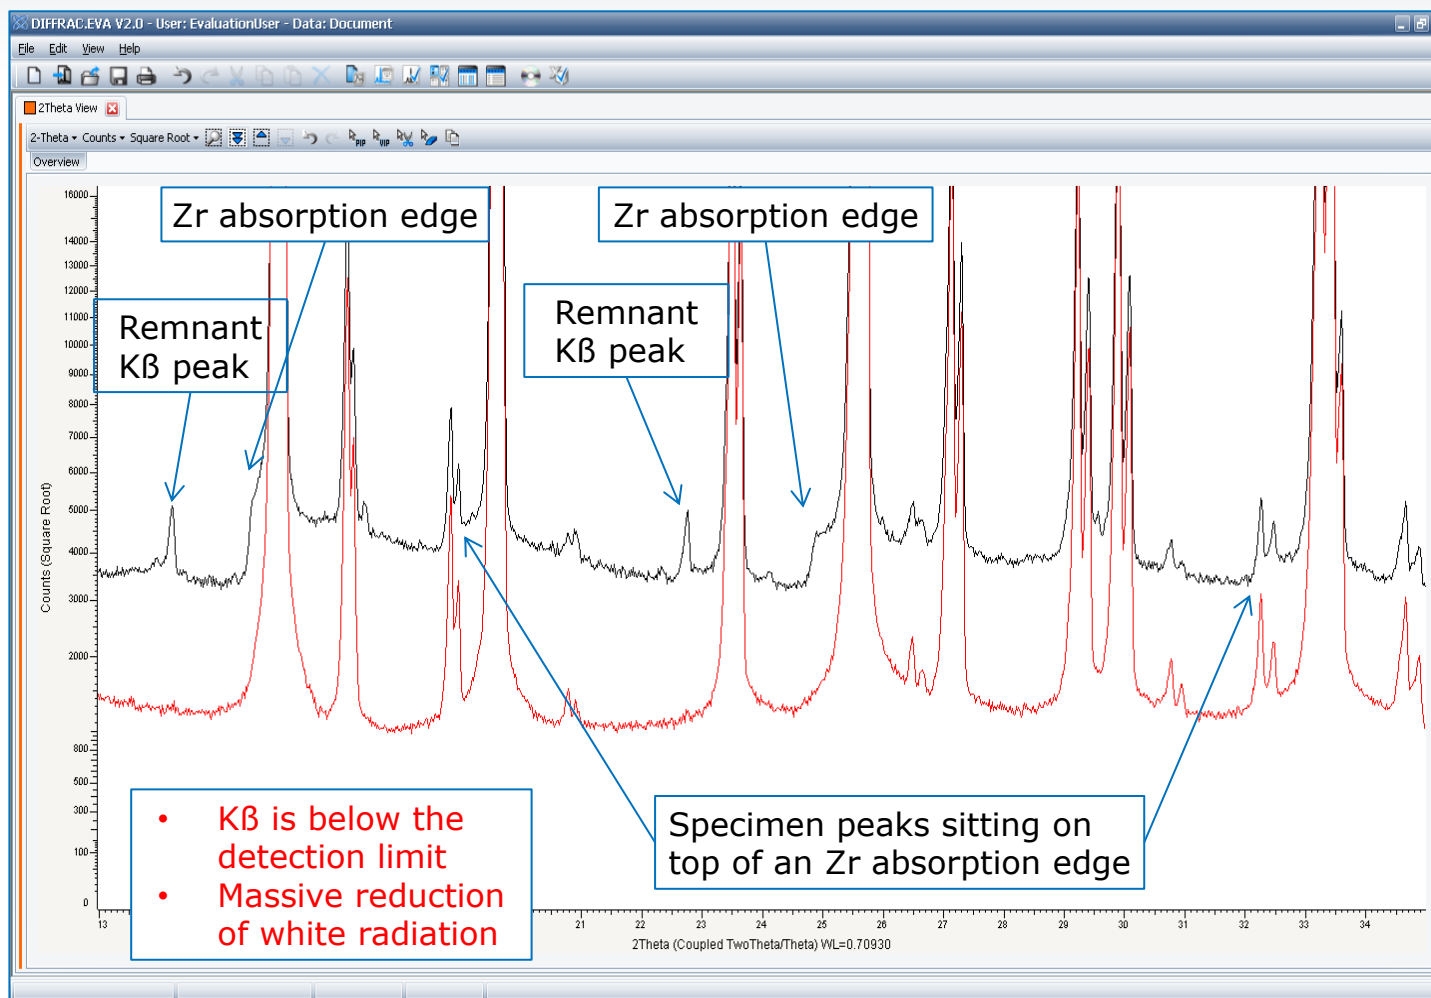 DIFFRAC.EVA V2.0 - User: EvaluationUser - Data: Document
File Edit View Help
2Theta View
2-Theta Counts Square Root PIP VIP
Overview
Zr absorption edge
Zr absorption edge
Remnant
Kß peak
Remnant
Kß peak
Counts (Square Root)
16000
14000
13000
12000
11000
10000
9000
8000
7000
6000
5000
4000
3000
2000
800
500
300
100
0
• Kß is below the
detection limit
• Massive reduction
of white radiation
Specimen peaks sitting on
top of an Zr absorption edge
13 21 22 23 24 25 26 27 28 29 30 31 32 33 34
2Theta (Coupled TwoTheta/Theta) WL=0.70930